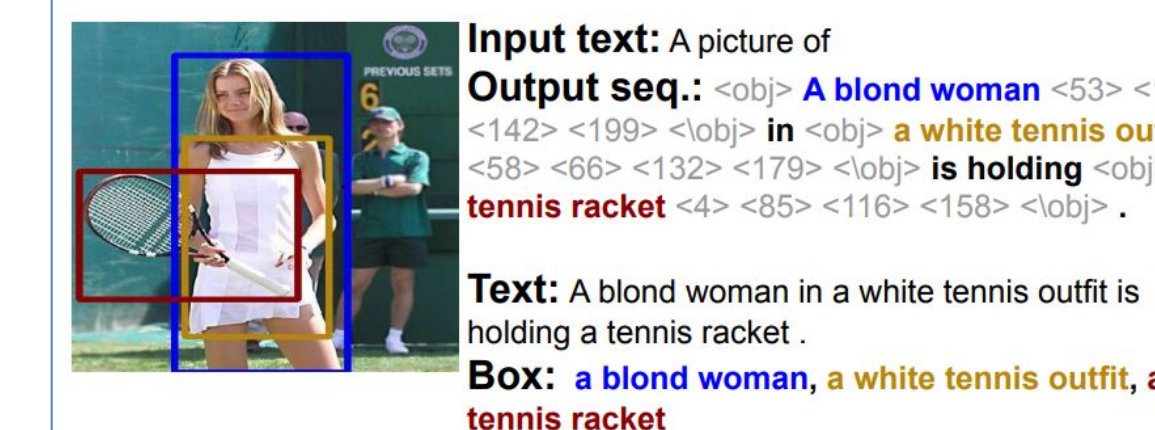 PREVIOUS SETS
6
Input text: A picture of
Output seq.: <obj> A blond woman <53> <
<142> <199> <\obj> in <obj> a white tennis
<58> <66> <132> <179> <\obj> is holding <obj
tennis racket <4> <85> <116> <158> <\obj> .
Text: A blond woman in a white tennis outfit is
holding a tennis racket .
Box: a blond woman, a white tennis outfit, a
tennis racket